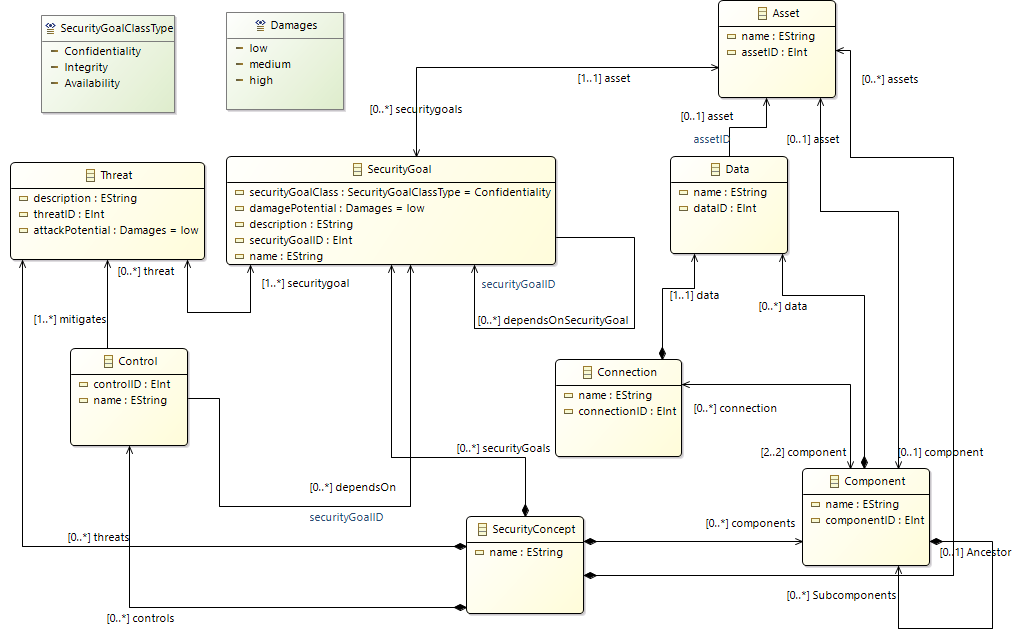 SecurityGoalClassType
Confidentiality
Integrity
Availability
Damages
low
medium
high
Asset
name : EString
assetID : EInt
[1..1] asset
[0..*] assets
[0..*] securitygoals
[0..1] asset
assetID
[0..1] asset
Threat
description : EString
threatID : EInt
attackPotential : Damages = low
SecurityGoal
securityGoalClass : SecurityGoalClassType = Confidentiality
damagePotential : Damages = low
description : EString
securityGoalID : EInt
name : EString
Data
name : EString
dataID : EInt
[0..*] threat
[1..*] securitygoal
securityGoalID
[1..1] data
[0..*] data
[1..*] mitigates
[0..*] dependsOnSecurityGoal
Control
controlID : EInt
name : EString
Connection
name : EString
connectionID : EInt
[0..*] connection
[0..*] securityGoals
[2..2] component
[0..1] component
[0..*] dependsOn
securityGoalID
Component
name : EString
componentID : EInt
SecurityConcept
name : EString
[0..*] components
[0..*] threats
[0..1] Ancestor
[0..*] Subcomponents
[0..*] controls